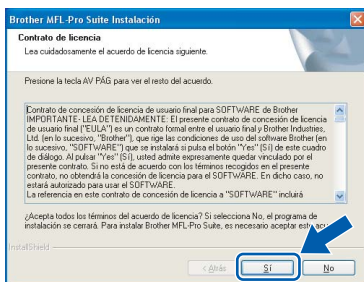 Brother MFL-Pro Suite Instalación
Contrato de licencia
Lea cuidadosamente el acuerdo de licencia siguiente.
Presione la tecla AV PÁG para ver el resto del acuerdo.
Contrato de concesión de licencia de usuario final para SOFTWARE de Brother
IMPORTANTE- LEA DETENIDAMENTE: El presente contrato de concesión de licencia
de usuario final ("EULA") es un contrato formal entre el usuario final y Brother Industries,
Ltd. (en lo sucesivo, "Brother"), que rige las condiciones de uso del software Brother (en
lo sucesivo, "SOFTWARE") que se instalará si pulsa el botón "Yes" (Sí) de este cuadro
de diálogo. Al pulsar "Yes" (Sí), usted admite expresamente quedar vinculado por el
presente contrato. Si no está de acuerdo con los términos recogidos en el presente
contrato, no obtendrá la concesión de licencia para el SOFTWARE. En dicho caso, no
estará autorizado para usar el SOFTWARE.
La referencia en este contrato de concesión de licencia a "SOFTWARE" incluirá
¿Acepta todos los términos del acuerdo de licencia? Si selecciona No, el programa de
instalación se cerrará. Para instalar Brother MFL-Pro Suite, es necesario aceptar este
InstallShield
< Atrás
Sí
No